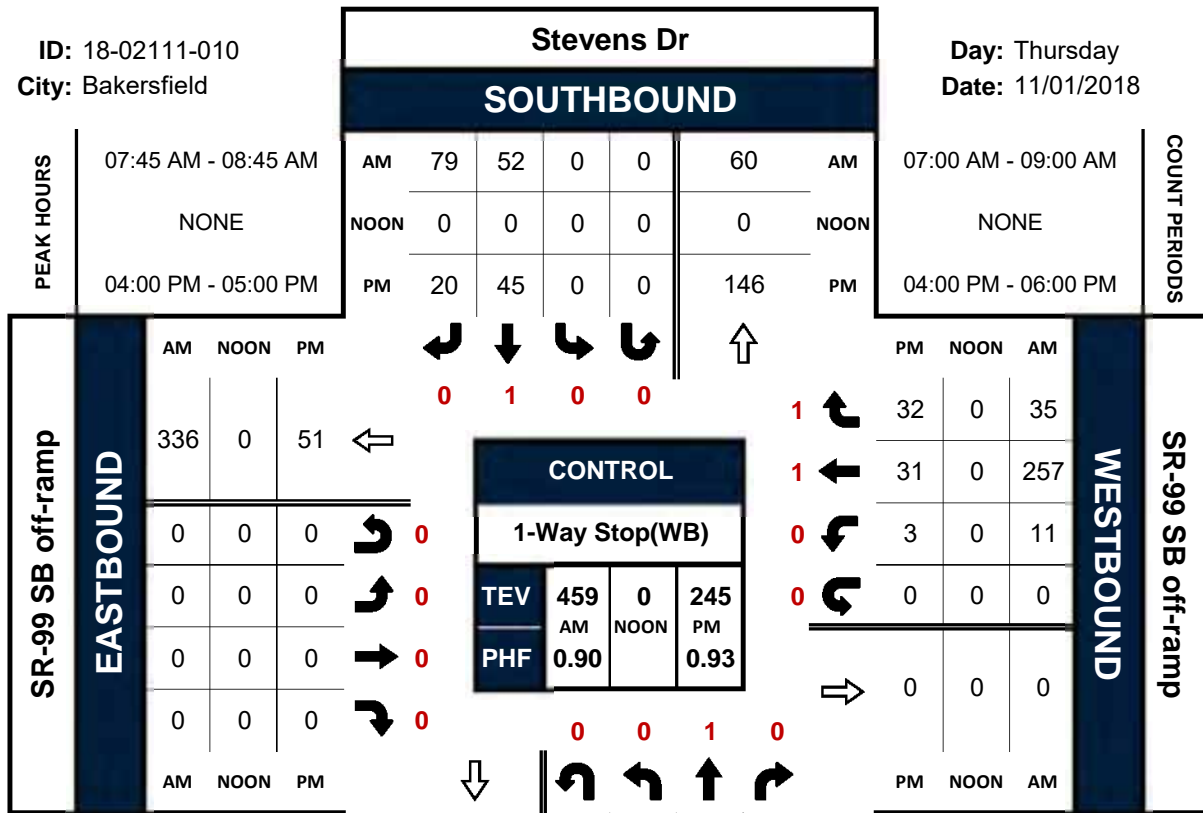 ID: 18-02111-010
City: Bakersfield
Stevens Dr
SOUTHBOUND
Day: Thursday
Date: 11/01/2018
PEAK HOURS
07:45 AM - 08:45 AM
NONE
04:00 PM - 05:00 PM
AM 79 52 0 0 60 AM
NOON 0 0 0 0 0 NOON
PM 20 45 0 0 146 PM
07:00 AM - 09:00 AM
NONE
04:00 PM - 06:00 PM
COUNT PERIODS
0 1 0 0
SR-99 SB off-ramp
EASTBOUND
AM NOON PM
336 0 51
0 0 0 0
0 0 0 0
0 0 0 0
0 0 0 0
AM NOON PM
CONTROL
1-Way Stop(WB)
TEV 459 0 245
AM NOON PM
PHF 0.90 0.93
PM NOON AM
1 32 0 35
1 31 0 257
0 3 0 11
0 0 0 0
0 0 0
PM NOON AM
WESTBOUND
SR-99 SB off-ramp
0 0 1 0